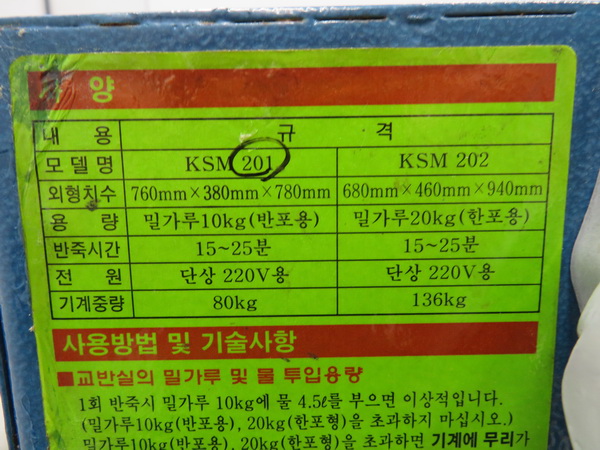 규 양
내 용 규 격
모델명 KSM 201 KSM 202
외형치수 760mm×380mm×780mm 680mm×460mm×940mm
용 량 밀가루10kg(반포용) 밀가루20kg(한포용)
반죽시간 15~25분 15~25분
전 원 단상 220V용 단상 220V용
기계중량 80kg 136kg
사용방법 및 기술사항
■교반실의 밀가루 및 물 투입용량
1회 반죽시 밀가루 10kg에 물 4.5ℓ를 부으면 이상적입니다.
(밀가루10kg(반포용), 20kg(한포형)을 초과하지 마십시오.)
밀가루10kg(반포용), 20kg(한포형)을 초과하면 기계에 무리가